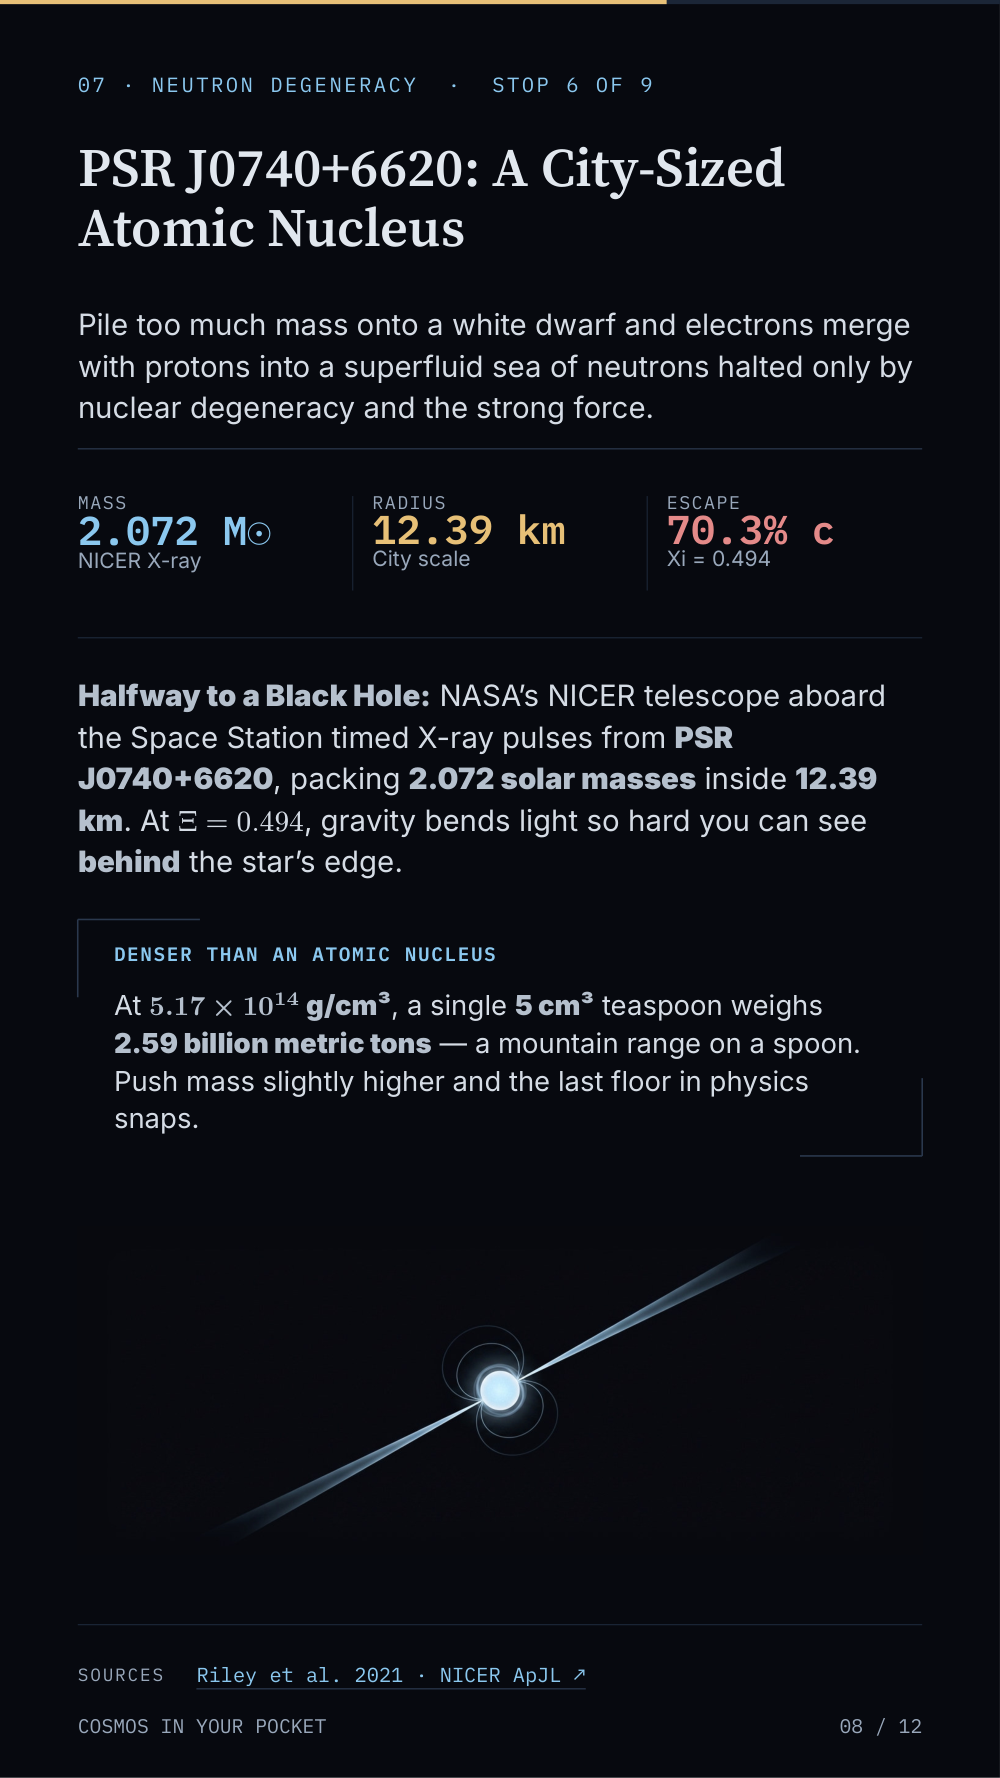 07 · NEUTRON DEGENERACY · STOP 6 OF 9
PSR J0740+6620: A City-Sized
Atomic Nucleus
Pile too much mass onto a white dwarf and electrons merge
with protons into a superfluid sea of neutrons halted only by
nuclear degeneracy and the strong force.
MASS
2.072 M☉
NICER X-ray
RADIUS
12.39 km
City scale
ESCAPE
70.3% c
Xi = 0.494
Halfway to a Black Hole: NASA’s NICER telescope aboard
the Space Station timed X-ray pulses from PSR
J0740+6620, packing 2.072 solar masses inside 12.39
km. At Ξ = 0.494, gravity bends light so hard you can see
behind the star’s edge.
DENSER THAN AN ATOMIC NUCLEUS
At 5.17 × 10¹⁴ g/cm³, a single 5 cm³ teaspoon weighs
2.59 billion metric tons — a mountain range on a spoon.
Push mass slightly higher and the last floor in physics
snaps.
SOURCES Riley et al. 2021 · NICER ApJL ↗
COSMOS IN YOUR POCKET 08 / 12